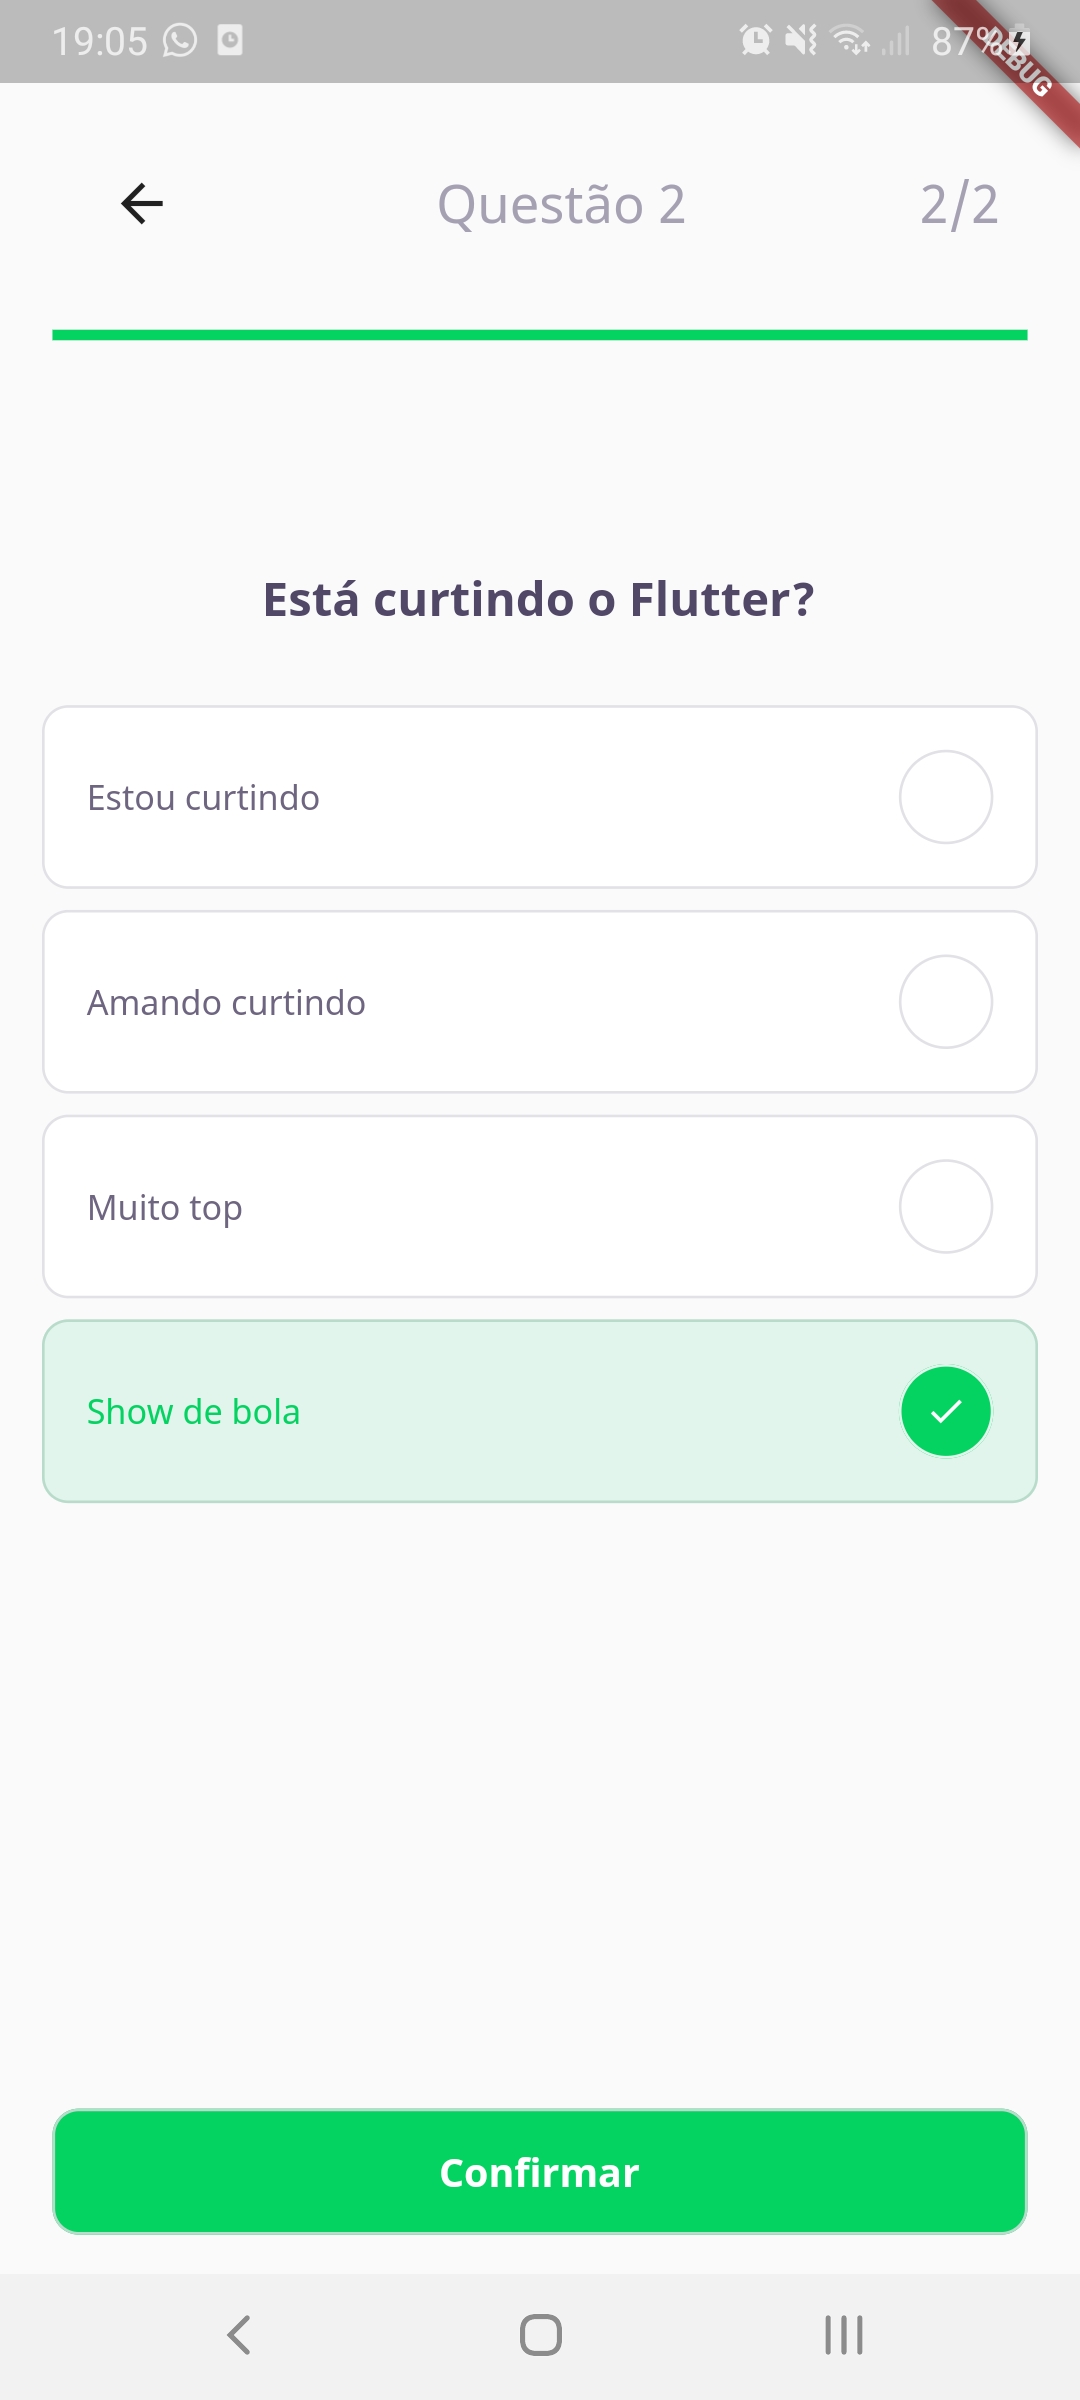 19:05
87%
DEBUG
Questão 2
2/2
Está curtindo o Flutter?
Estou curtindo
Amando curtindo
Muito top
Show de bola
Confirmar